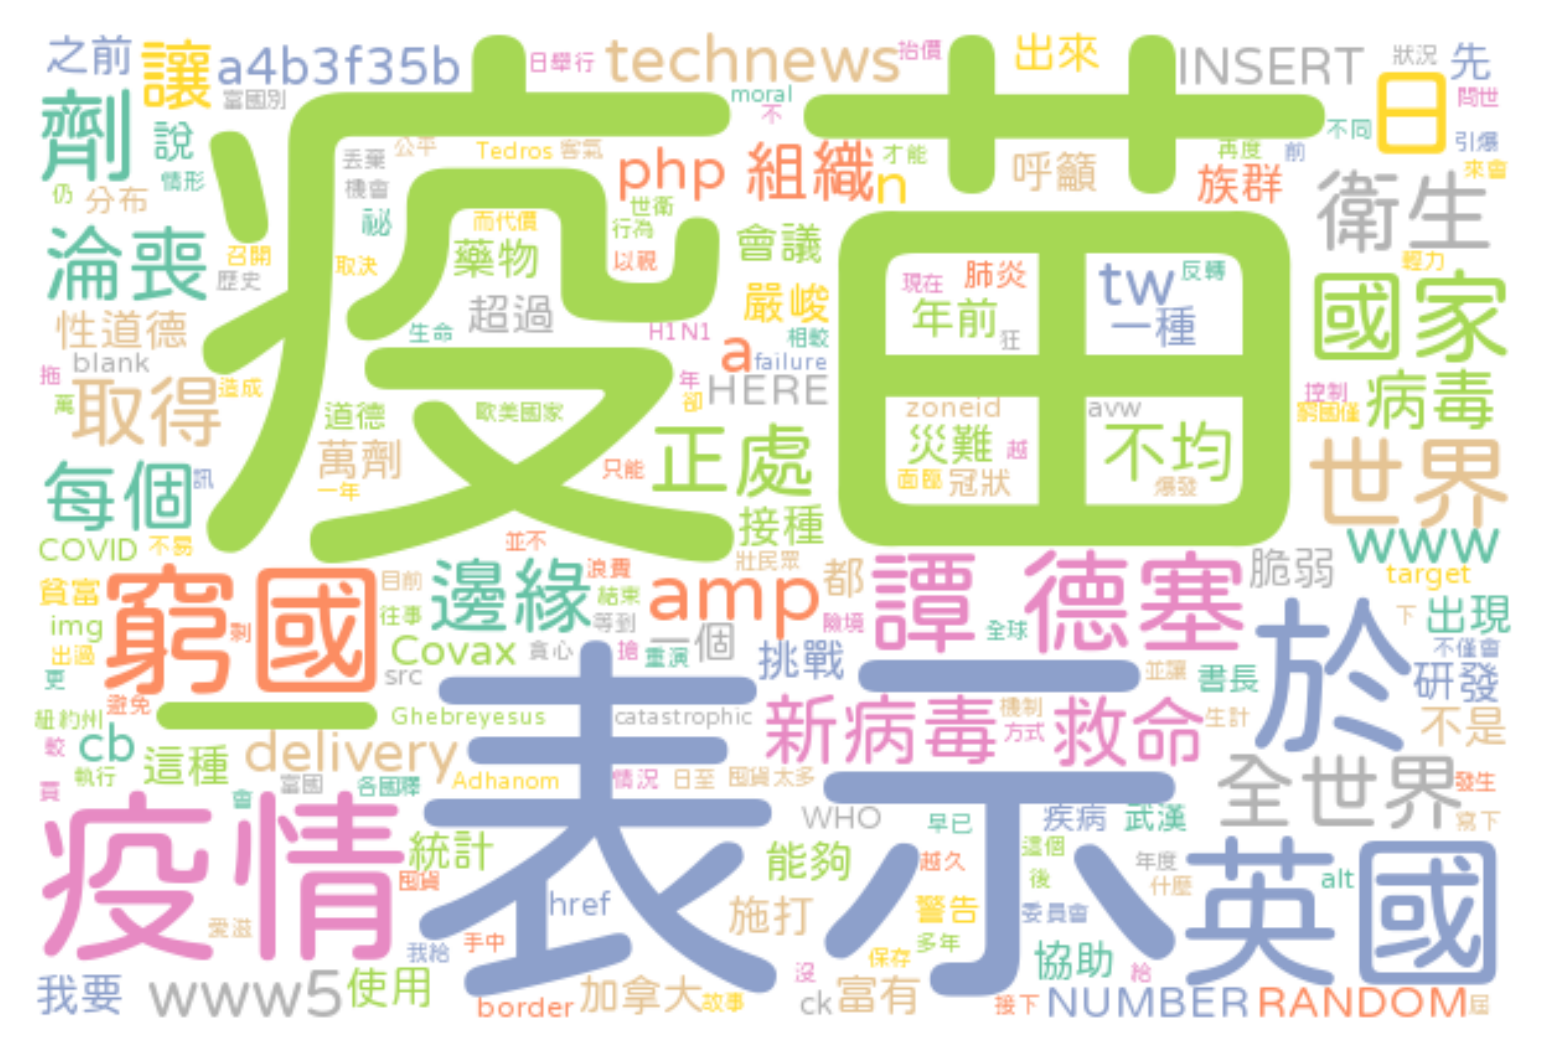 之前
讓
a4b3f35b
日舉行
technews
抬價
出來
INSERT
狀況
先
富國別
moral
不
問世
劑
說
疫苗
日
不同
引爆
丟棄
公平
Tedros
客氣
php
組織
才能
n
呼籲
再度
前
族群
來會
仍
分布
情形
機會
祕
而代價
世衛
行為
衛生
淪喪
召開
歷史
取決
藥物
以視
會議
輕力
現在
肺炎
tw
反轉
國家
性道德
生命
超過
H1N1
嚴峻
相較
年前
狂
一種
blank
a
failure
拖
取得
造成
萬
年
卻
HERE
控制
窮國僅
病毒
道德
歐美國家
zoneid
avw
萬劑
一年
只能
正處
災難
越
不均
世界
每個
訊
面臨
冠狀
爆發
接種
COVID
不易
並不
壯民眾
www
貧富
窮國
目前
邊緣
浪費
結束
amp
都
譚德塞
脆弱
target
img
剩
往事
等到
險境
全球
於
下
出現
出過
Covax
貪心
搶
重演
一個
挑戰
不僅會
更
src
一
並讓
書長
研發
避免
紐約州
Ghebreyesus
表示
catastrophic
新病毒
機制
方式
救命
生計
不是
較
cb
執行
這種
delivery
買
會
富國
各國釋
Adhanom
情況
日至
囤貨太多
全世界
發生
疫情
WHO
早已
疾病
武漢
寫下
統計
囤貨
能夠
越久
這個
年度
英國
後
什麼
alt
愛滋
href
施打
警告
委員會
我給
手中
多年
保存
協助
我要
www5
使用
border
加拿大
故事
沒
ck
富有
給
接下
NUMBER
RANDOM
屆